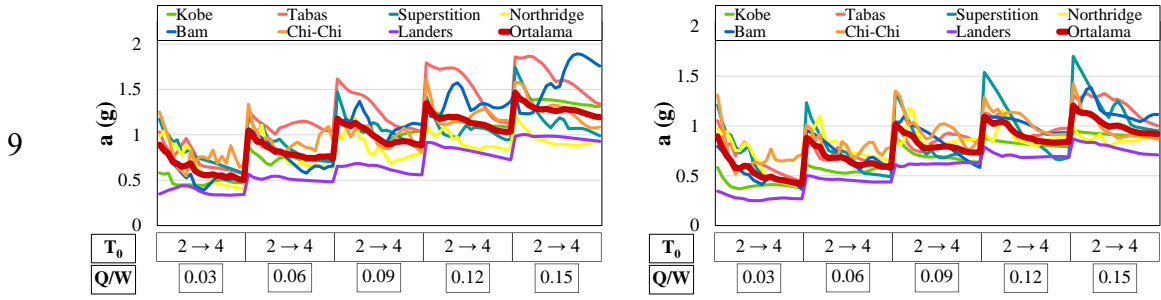 9
Kobe Tabas Superstition Northridge
Bam Chi-Chi Landers Ortalama
a (g)
2
1.5
1
0.5
0
T0 2 → 4 2 → 4 2 → 4 2 → 4 2 → 4
Q/W 0.03 0.06 0.09 0.12 0.15
Kobe Tabas Superstition Northridge
Bam Chi-Chi Landers Ortalama
a (g)
2
1.5
1
0.5
0
T0 2 → 4 2 → 4 2 → 4 2 → 4 2 → 4
Q/W 0.03 0.06 0.09 0.12 0.15